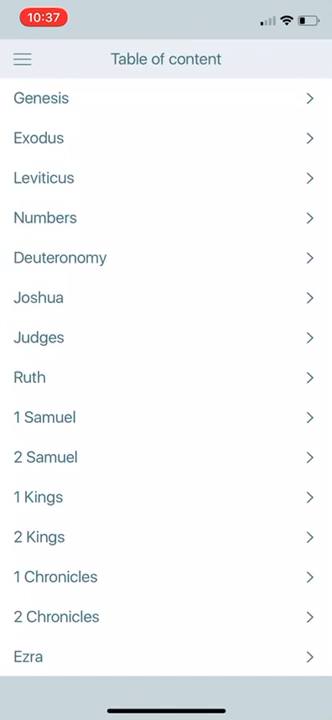 10:37
Table of content
Genesis
Exodus
Leviticus
Numbers
Deuteronomy
Joshua
Judges
Ruth
1 Samuel
2 Samuel
1 Kings
2 Kings
1 Chronicles
2 Chronicles
Ezra